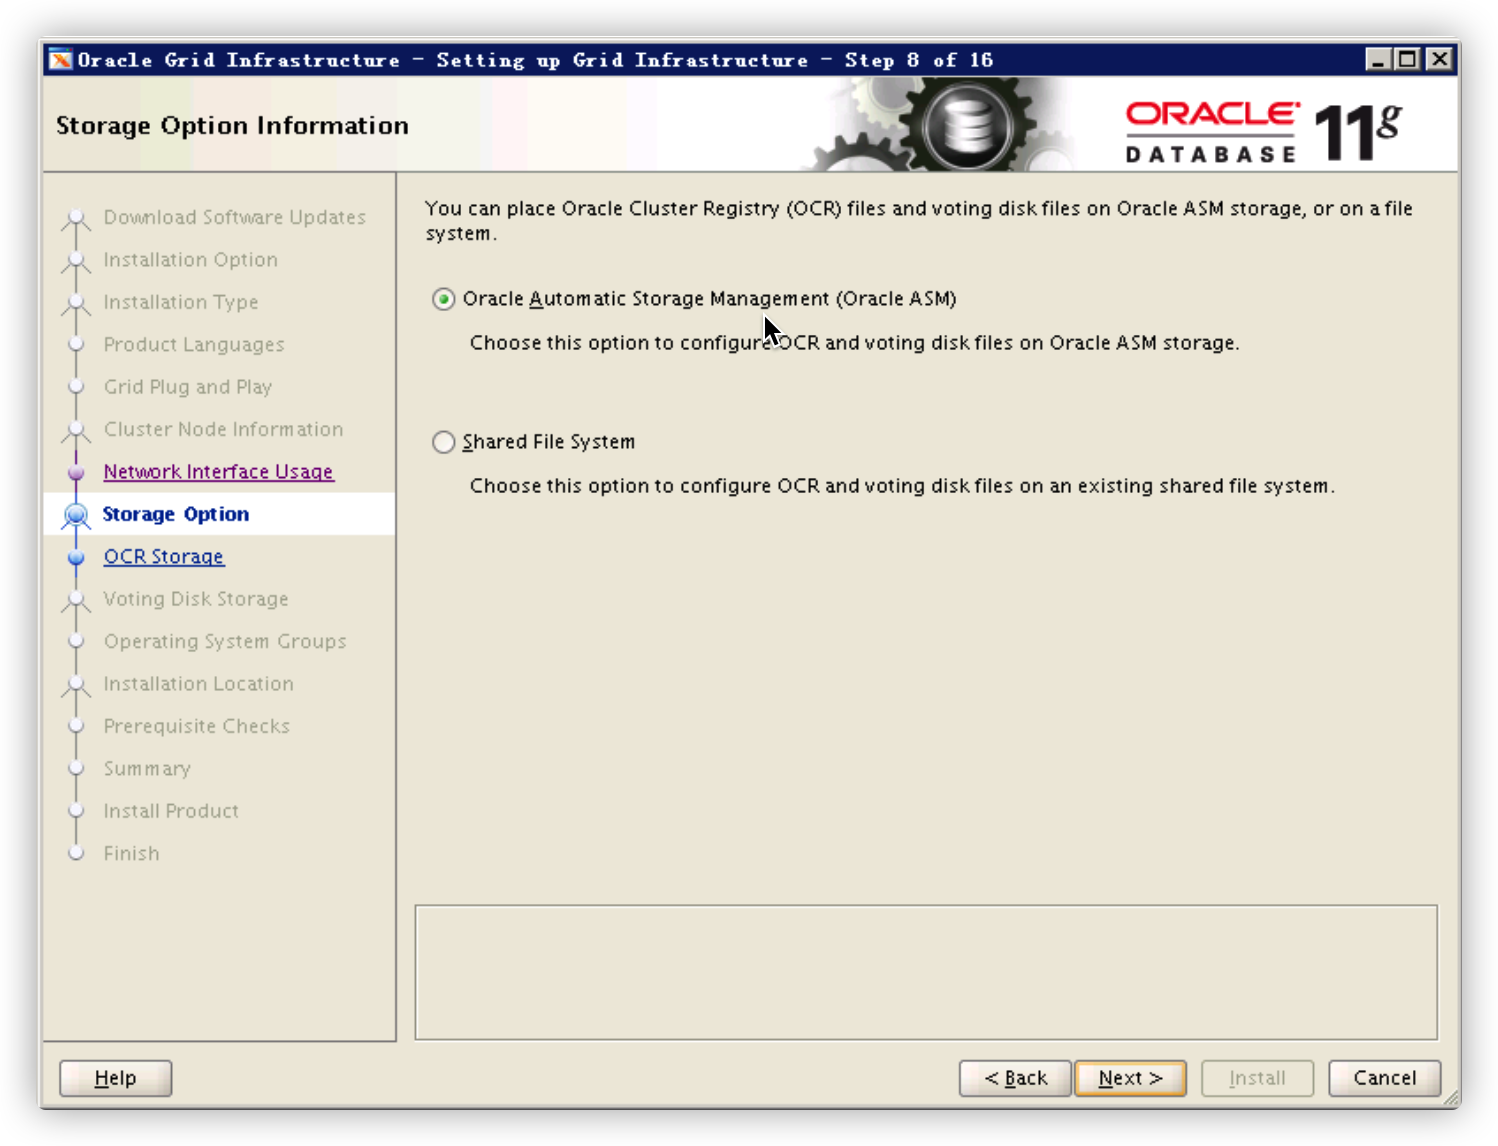 Oracle Grid Infrastructure - Setting up Grid Infrastructure - Step 8 of 16
Storage Option Information
ORACLE
DATABASE
11g
Download Software Updates
Installation Option
Installation Type
Product Languages
Grid Plug and Play
Cluster Node Information
Network Interface Usage
Storage Option
OCR Storage
Voting Disk Storage
Operating System Groups
Installation Location
Prerequisite Checks
Summary
Install Product
Finish
You can place Oracle Cluster Registry (OCR) files and voting disk files on Oracle ASM storage, or on a file
system.
Oracle Automatic Storage Management (Oracle ASM)
Choose this option to configure OCR and voting disk files on Oracle ASM storage.
Shared File System
Choose this option to configure OCR and voting disk files on an existing shared file system.
Help
< Back
Next >
Install
Cancel